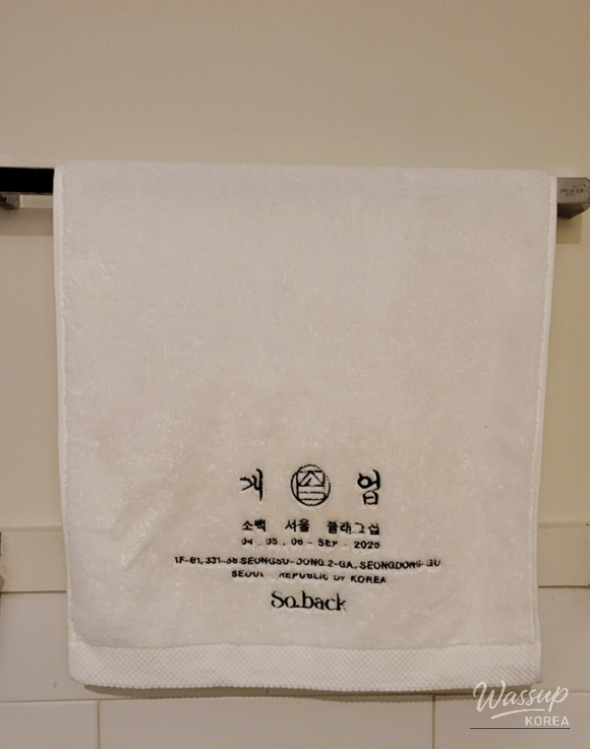 개 업
소백 서울 플래그십
04 . 05 . 06 - SEP . 2025
SEONGSU-DONG 2-GA, SEONGDONG-GU
SEOUL REPUBLIC OF KOREA
So.back
Wassup
KOREA